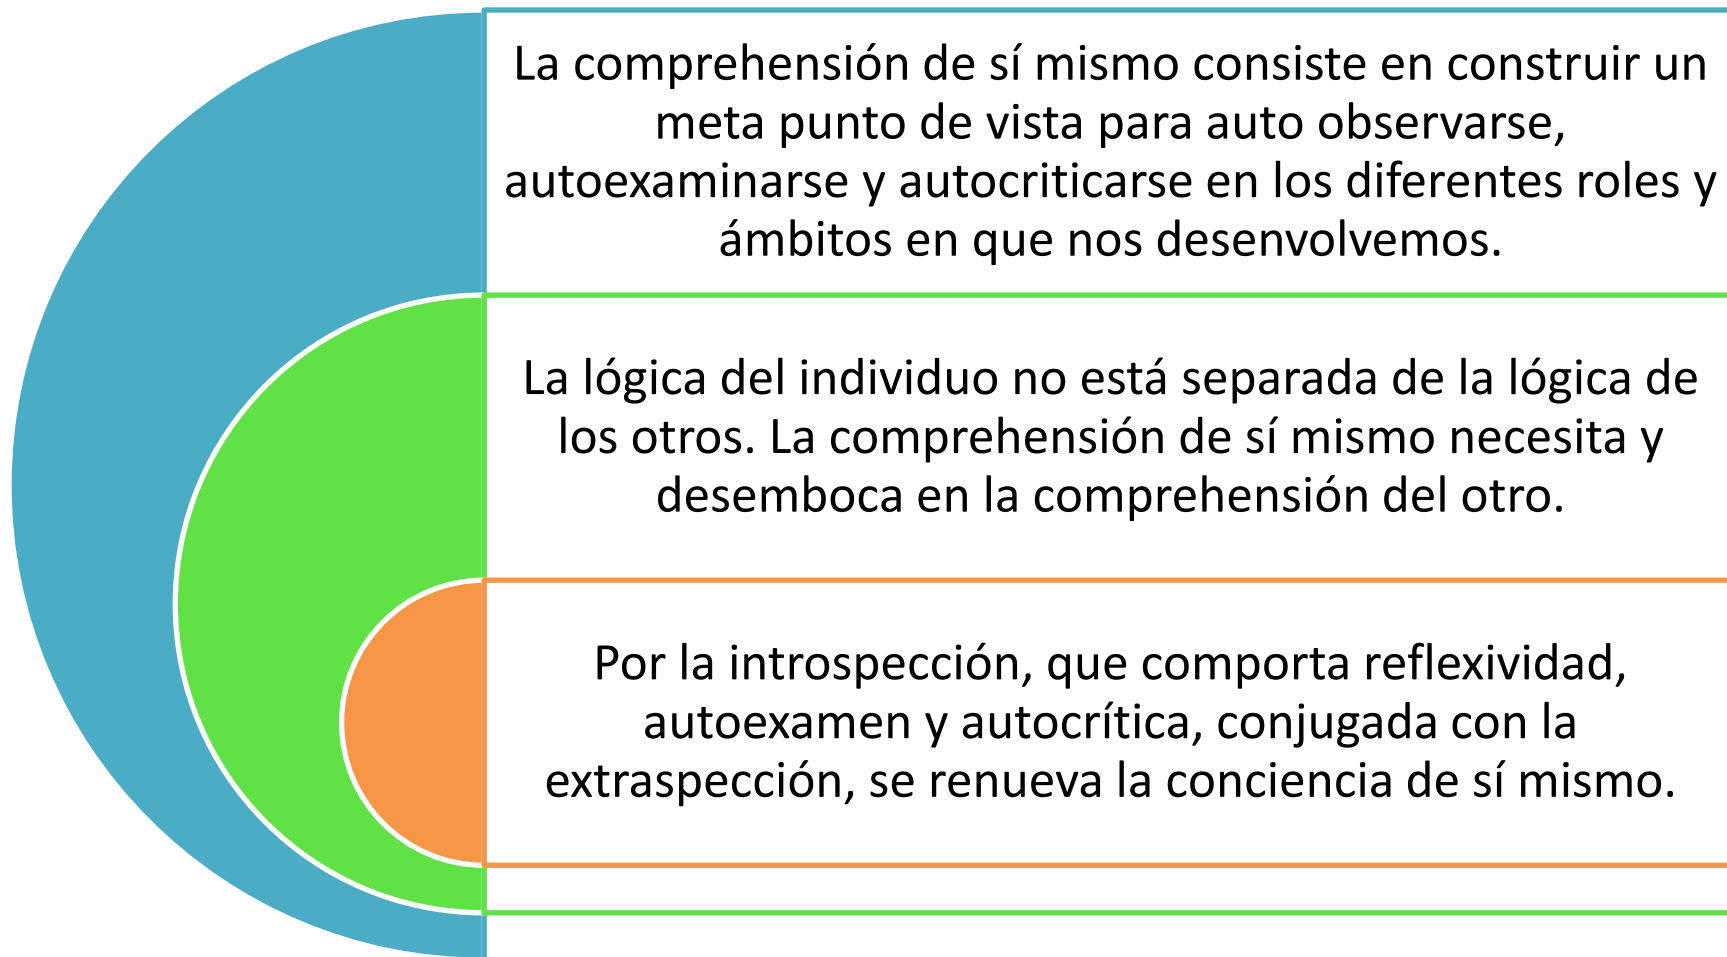 La comprehensión de sí mismo consiste en construir un
meta punto de vista para auto observarse,
autoexaminarse y autocriticarse en los diferentes roles y
ámbitos en que nos desenvolvemos.
La lógica del individuo no está separada de la lógica de
los otros. La comprehensión de sí mismo necesita y
desemboca en la comprehensión del otro.
Por la introspección, que comporta reflexividad,
autoexamen y autocrítica, conjugada con la
extraspección, se renueva la conciencia de sí mismo.